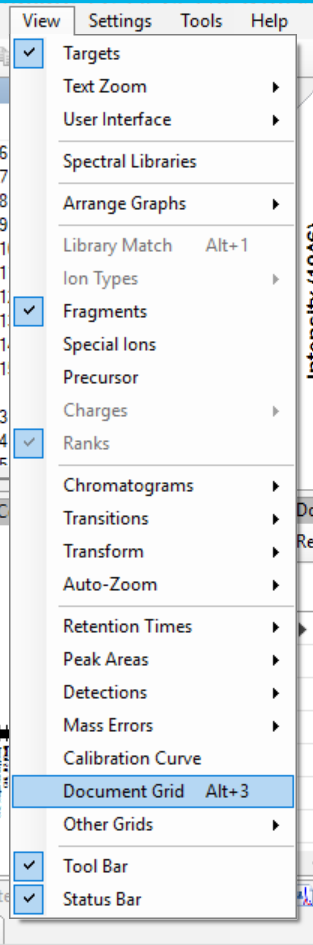 View Settings Tools Help
Targets
Text Zoom
User Interface
Spectral Libraries
Arrange Graphs
Library Match Alt+1
Ion Types
Fragments
Special Ions
Precursor
Charges
Ranks
Chromatograms
Transitions
Transform
Auto-Zoom
Retention Times
Peak Areas
Detections
Mass Errors
Calibration Curve
Document Grid Alt+3
Other Grids
Tool Bar
Status Bar